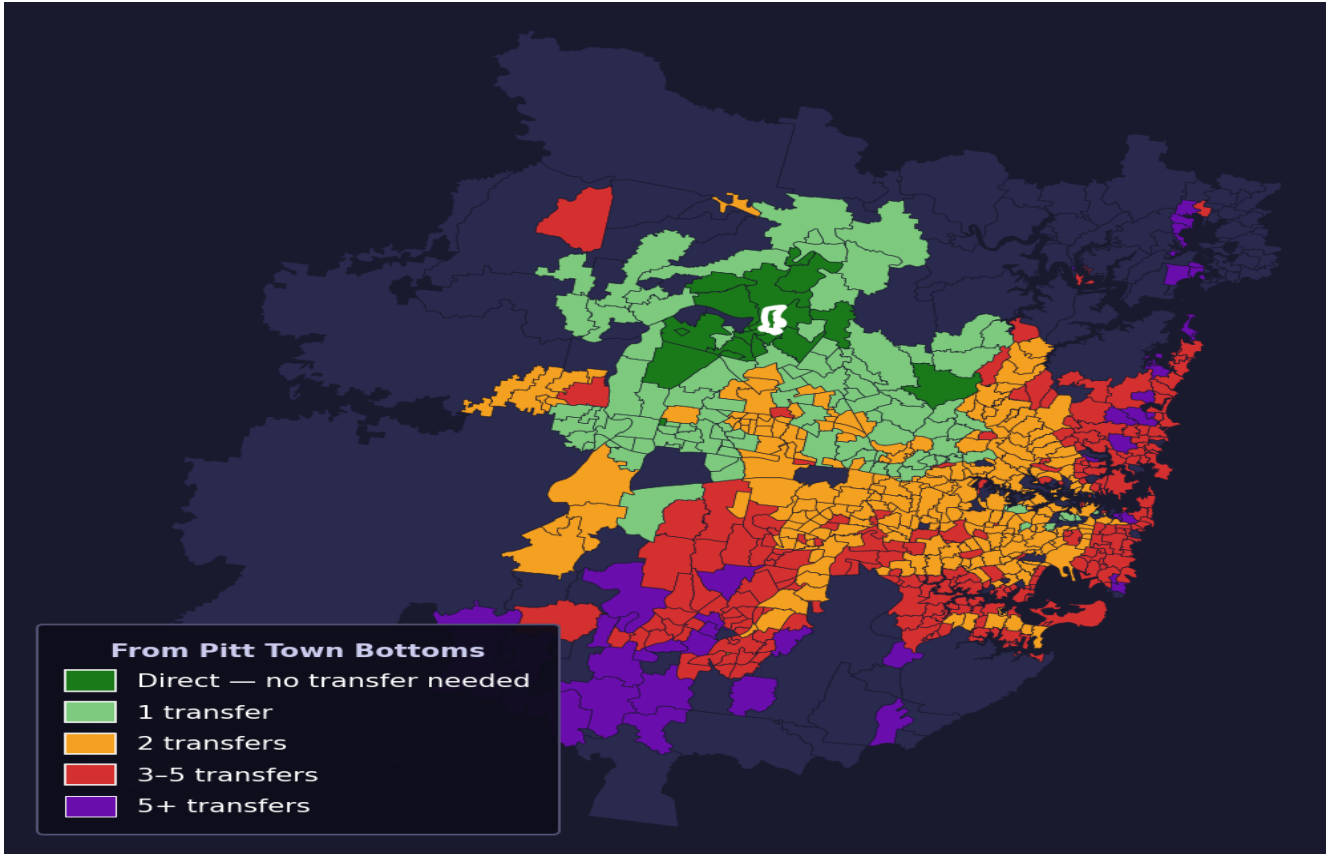 From Pitt Town Bottoms
Direct — no transfer needed
1 transfer
2 transfers
3–5 transfers
5+ transfers